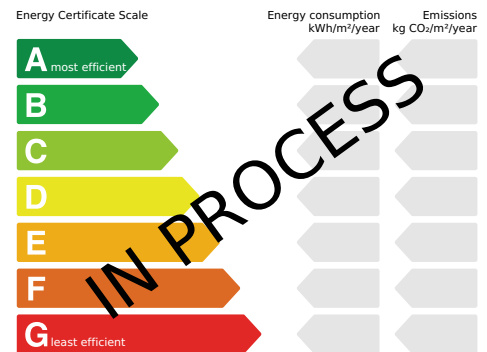 Energy Certificate Scale
Energy consumption
kWh/m²/year
Emissions
kg CO₂/m²/year
A most efficient
B
C
D
E
F
G least efficient
IN PROCESS